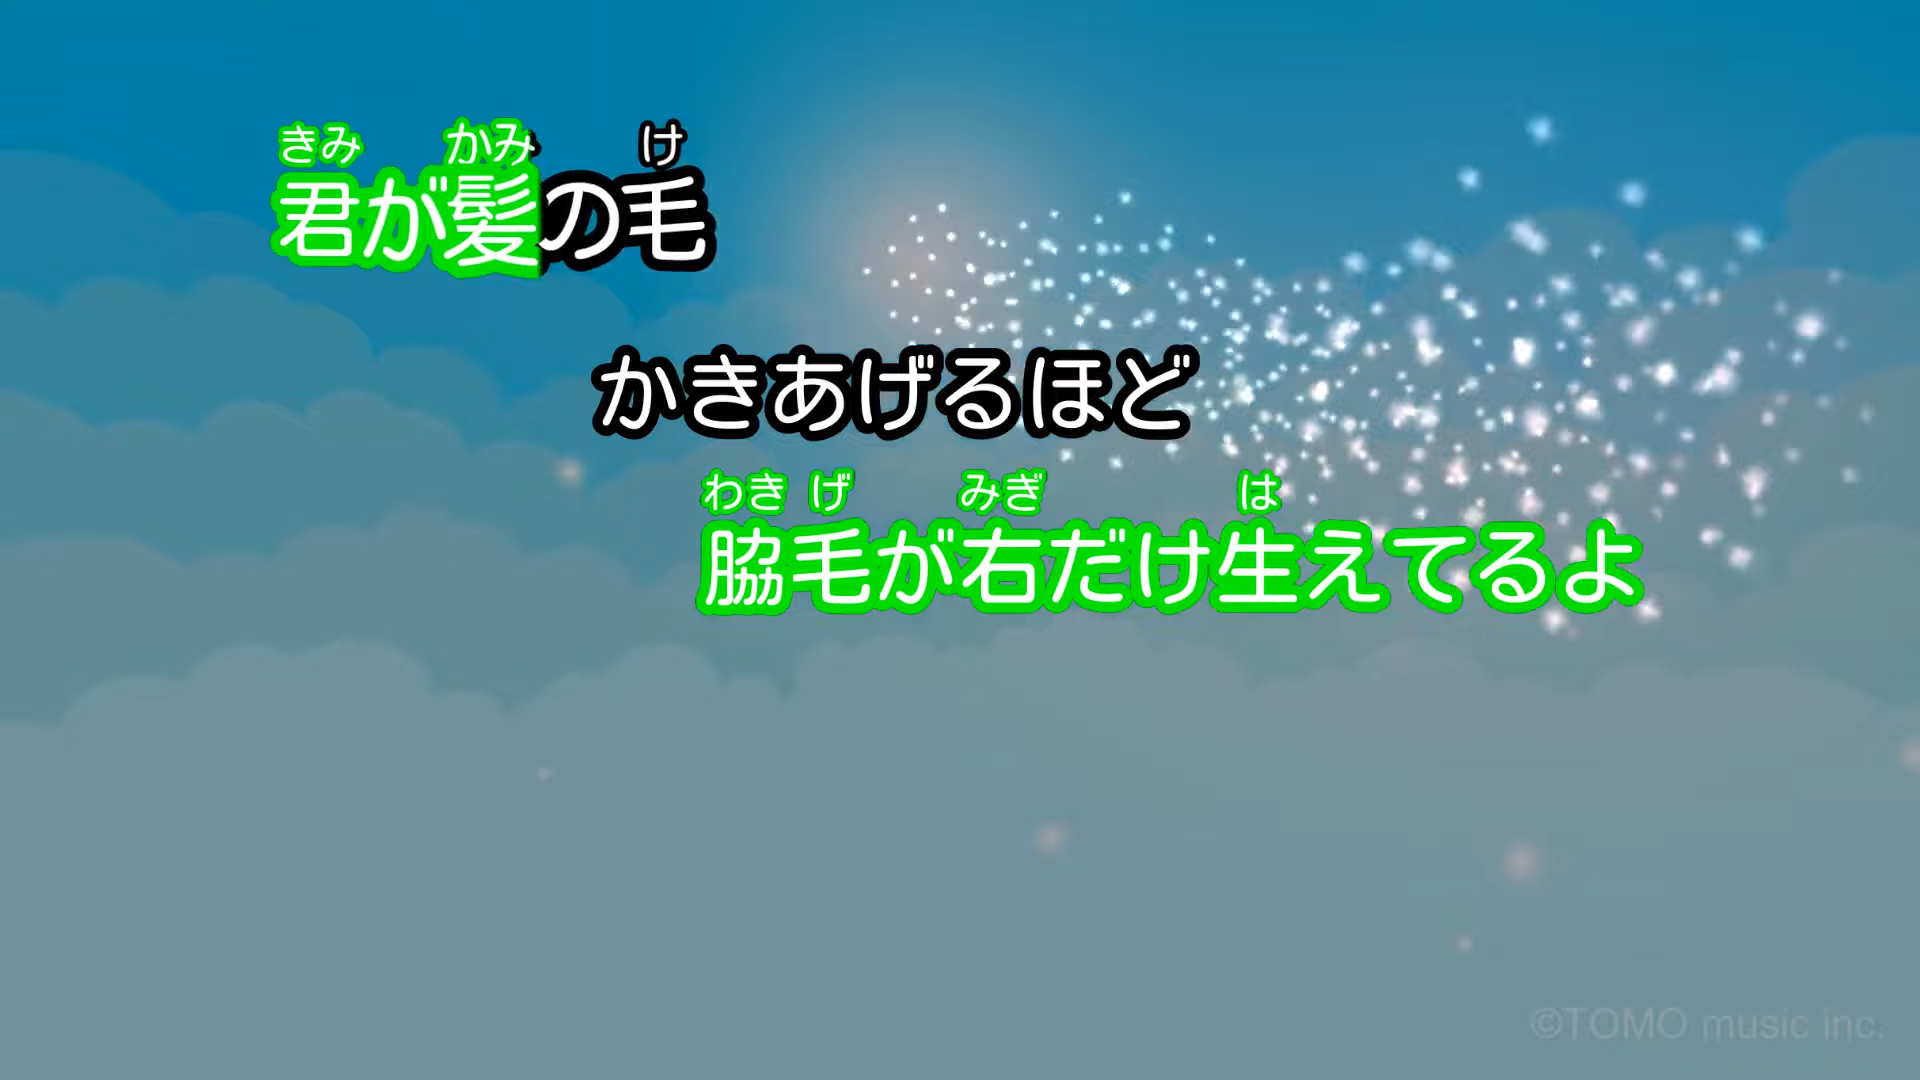 きみ かみ け
君が髪の毛
かきあげるほど
わき げ みぎ は
脇毛が右だけ生えてるよ
©TOMO music inc.